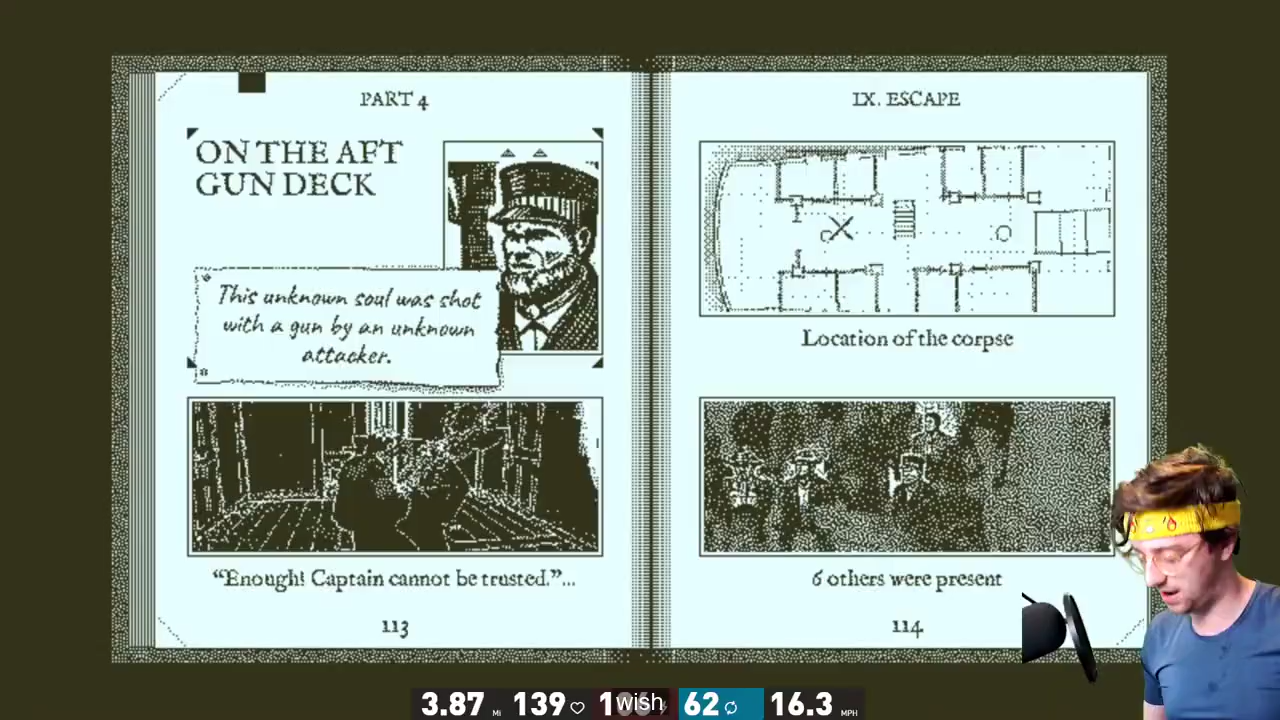 PART 4
ON THE AFT
GUN DECK
This unknown soul was shot
with a gun by an unknown
attacker.
"Enough! Captain cannot be trusted."...
113
IX. ESCAPE
Location of the corpse
6 others were present
114
3.87 MI 139 wish 62 16.3 MPH